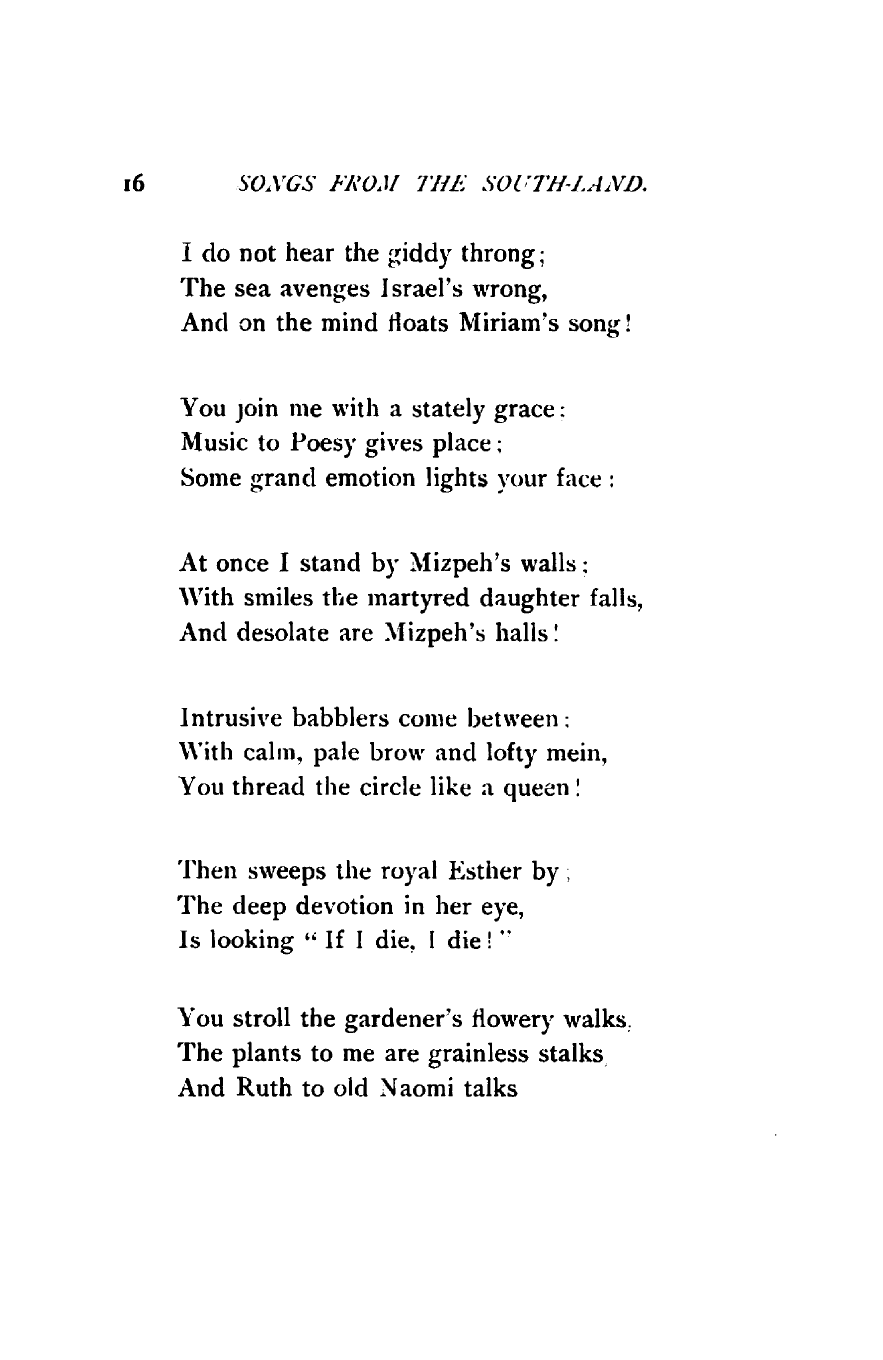 16 SONGS FROM THE SOUTH-LAND.
I do not hear the giddy throng;
The sea avenges Israel's wrong,
And on the mind floats Miriam's song!
You join me with a stately grace:
Music to Poesy gives place;
Some grand emotion lights your face:
At once I stand by Mizpeh's walls;
With smiles the martyred daughter falls,
And desolate are Mizpeh's halls!
Intrusive babblers come between:
With calm, pale brow and lofty mein,
You thread the circle like a queen!
Then sweeps the royal Esther by;
The deep devotion in her eye,
Is looking "If I die, I die!"
You stroll the gardener's flowery walks,
The plants to me are grainless stalks
And Ruth to old Naomi talks